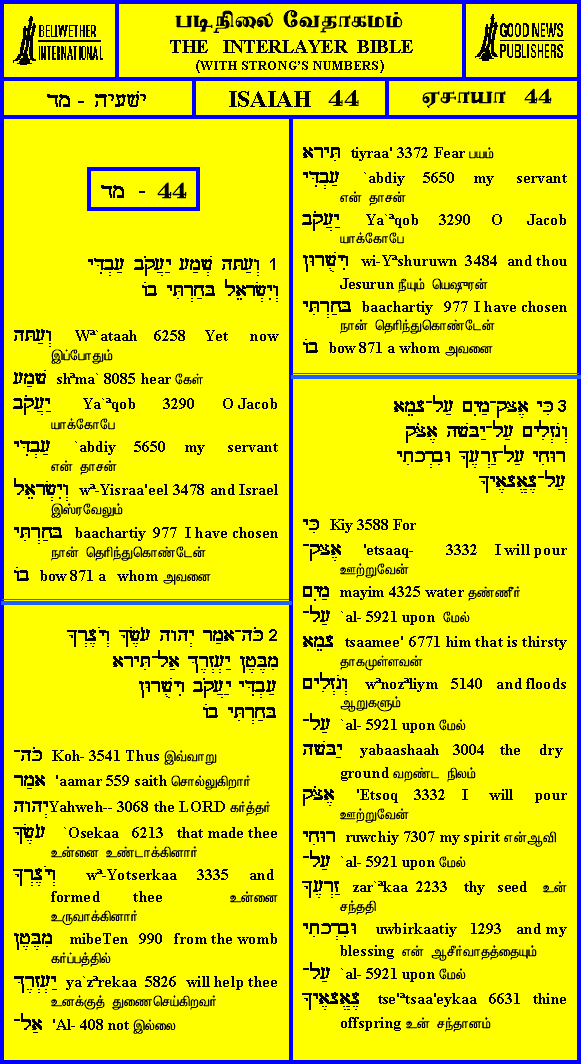 BELLWETHER
INTERNATIONAL
படிநிலை வேதாகமம்
THE INTERLAYER BIBLE
(WITH STRONG'S NUMBERS)
GOOD NEWS
PUBLISHERS
ישעיה - מד
ISAIAH 44
ஏசாயா 44
מד - 44
1 וְעַתָּה שְׁמַע יַעֲקֹב עַבְדִּי
וְיִשְׂרָאֵל בָּחַרְתִּי בוֹ
וְעַתָּה Wª`ataah 6258 Yet now
இப்போதும்
שְׁמַע shªma` 8085 hear கேள்
יַעֲקֹב Ya`ªqob 3290 O Jacob
யாக்கோபே
עַבְדִּי `abdiy 5650 my servant
என் தாசன்
וְיִשְׂרָאֵל wª-Yisraa'eel 3478 and Israel
இஸ்ரவேலும்
בָּחַרְתִּי baachartiy 977 I have chosen
நான் தெரிந்துகொண்டேன்
בוֹ bow 871 a whom அவனை
2 כֹּה־אָמַר יְהוָה עֹשֶׂךָ וְיֹצֶרְךָ
מִבֶּטֶן יַעְזְרֶךָּ אַל־תִּירָא
עַבְדִּי יַעֲקֹב וִישֻׁרוּן
בָּחַרְתִּי בוֹ
כֹּה־ Koh- 3541 Thus இவ்வாறு
אָמַר 'aamar 559 saith சொல்லுகிறார்
יְהוָה Yahweh-- 3068 the LORD கர்த்தர்
עֹשֶׂךָ `Osekaa 6213 that made thee
உன்னை உண்டாக்கினார்
וְיֹצֶרְךָ wª-Yotserkaa 3335 and
formed thee உன்னை
உருவாக்கினார்
מִבֶּטֶן mibeTen 990 from the womb
கர்ப்பத்தில்
יַעְזְרֶךָּ ya`zªrekaa 5826 will help thee
உனக்குத் துணைசெய்கிறவர்
אַל־ 'Al- 408 not இல்லை
תִּירָא tiyraa' 3372 Fear பயம்
עַבְדִּי `abdiy 5650 my servant
என் தாசன்
יַעֲקֹב Ya`ªqob 3290 O Jacob
யாக்கோபே
וִישֻׁרוּן wi-Yªshuruwn 3484 and thou
Jesurun நீயும் யெஷுரன்
בָּחַרְתִּי baachartiy 977 I have chosen
நான் தெரிந்துகொண்டேன்
בוֹ bow 871 a whom அவனை
3 כִּי אֶצָּק־מַיִם עַל־צָמֵא
וְנֹזְלִים עַל־יַבָּשָׁה אֶצֹּק
רוּחִי עַל־זַרְעֶךָ וּבִרְכָתִי
עַל־צֶאֱצָאֶיךָ
כִּי Kiy 3588 For
אֶצָּק־ 'etsaaq- 3332 I will pour
ஊற்றுவேன்
מַיִם mayim 4325 water தண்ணீர்
עַל־ `al- 5921 upon மேல்
צָמֵא tsaamee' 6771 him that is thirsty
தாகமுள்ளவன்
וְנֹזְלִים wªnozªliym 5140 and floods
ஆறுகளும்
עַל־ `al- 5921 upon மேல்
יַבָּשָׁה yabaashaah 3004 the dry
ground வறண்ட நிலம்
אֶצֹּק 'Etsoq 3332 I will pour
ஊற்றுவேன்
רוּחִי ruwchiy 7307 my spirit என்ஆவி
עַל־ `al- 5921 upon மேல்
זַרְעֶךָ zar`ªkaa 2233 thy seed உன்
சந்ததி
וּבִרְכָתִי uwbirkaatiy 1293 and my
blessing என் ஆசீர்வாதத்தையும்
עַל־ `al- 5921 upon மேல்
צֶאֱצָאֶיךָ tse'ªtsaa'eykaa 6631 thine
offspring உன் சந்தானம்